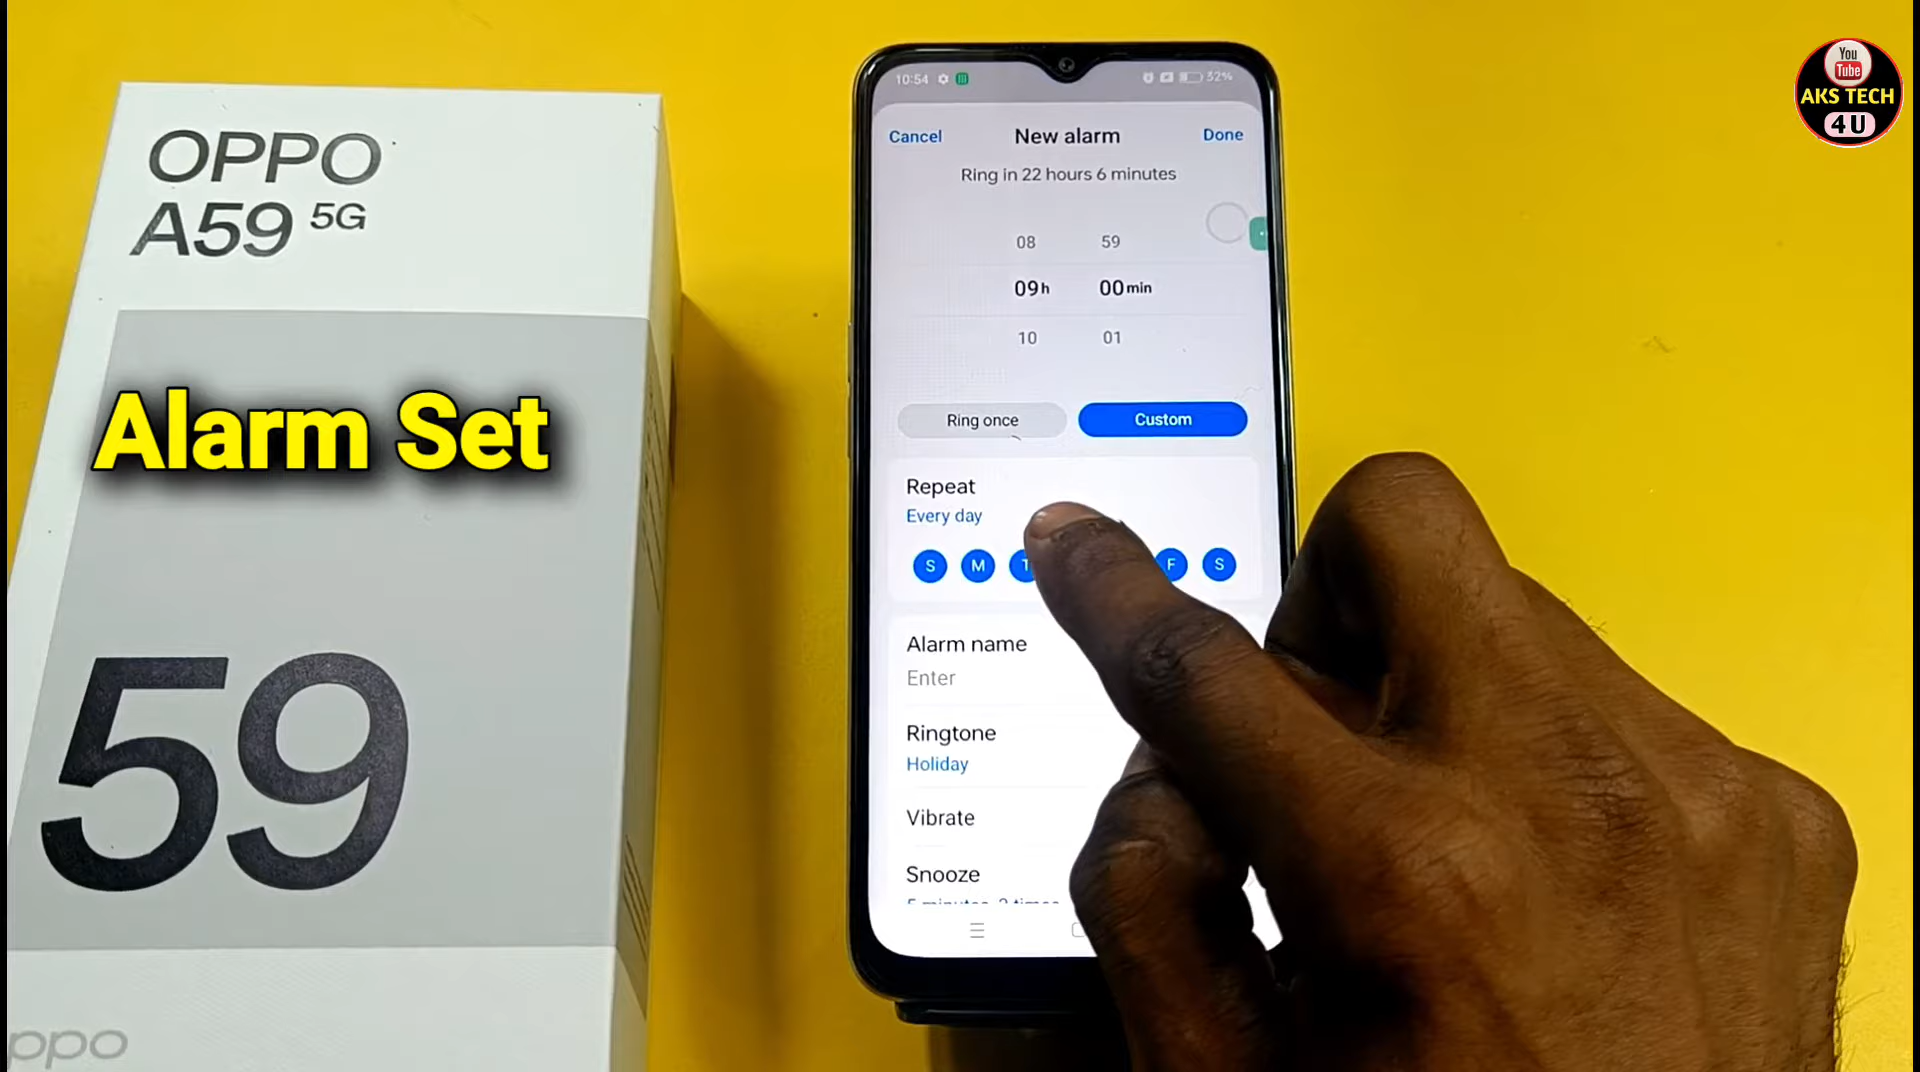 OPPO
A59 5G
Alarm Set
59
oppo
10:54
32%
Cancel
New alarm
Done
Ring in 22 hours 6 minutes
08 59
09h 00min
10 01
Ring once
Custom
Repeat
Every day
S M T F S
Alarm name
Enter
Ringtone
Holiday
Vibrate
Snooze
You
Tube
AKS TECH
4U